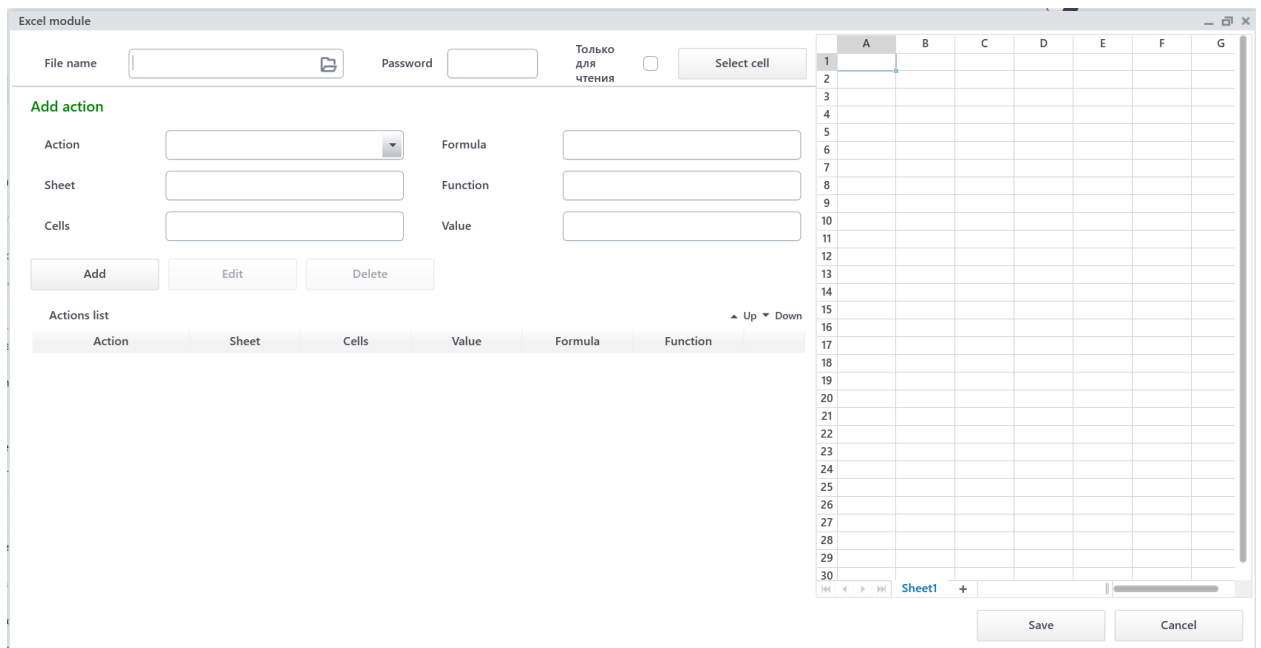 Excel module
File name
Password
Только
для
чтения
Select cell
Add action
Action
Formula
Sheet
Function
Cells
Value
Add
Edit
Delete
Actions list
Up
Down
Action Sheet Cells Value Formula Function
A B C D E F G
1
2
3
4
5
6
7
8
9
10
11
12
13
14
15
16
17
18
19
20
21
22
23
24
25
26
27
28
29
30
Sheet1 +
Save
Cancel